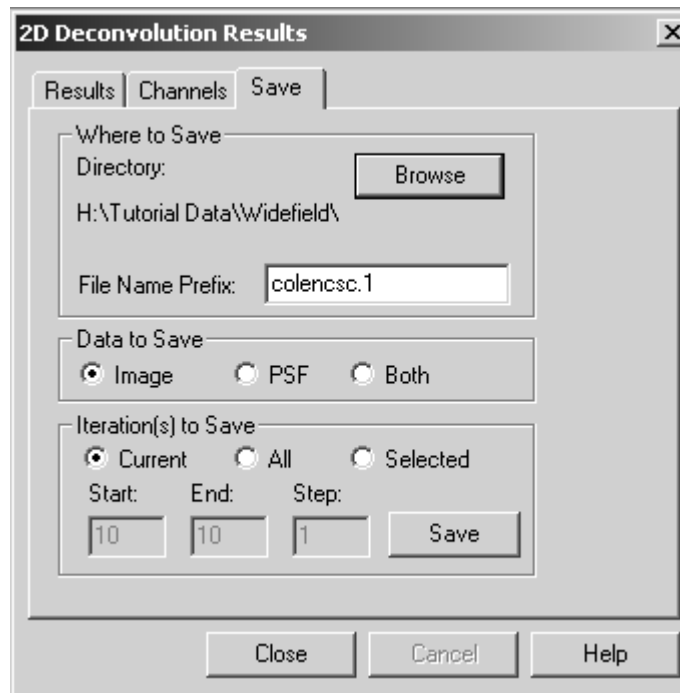 2D Deconvolution Results
Results Channels Save
Where to Save
Directory:
Browse
H:\Tutorial Data\Widefield\
File Name Prefix: colencsc.1
Data to Save
Image PSF Both
Iteration(s) to Save
Current All Selected
Start: End: Step:
10 10 1 Save
Close Cancel Help